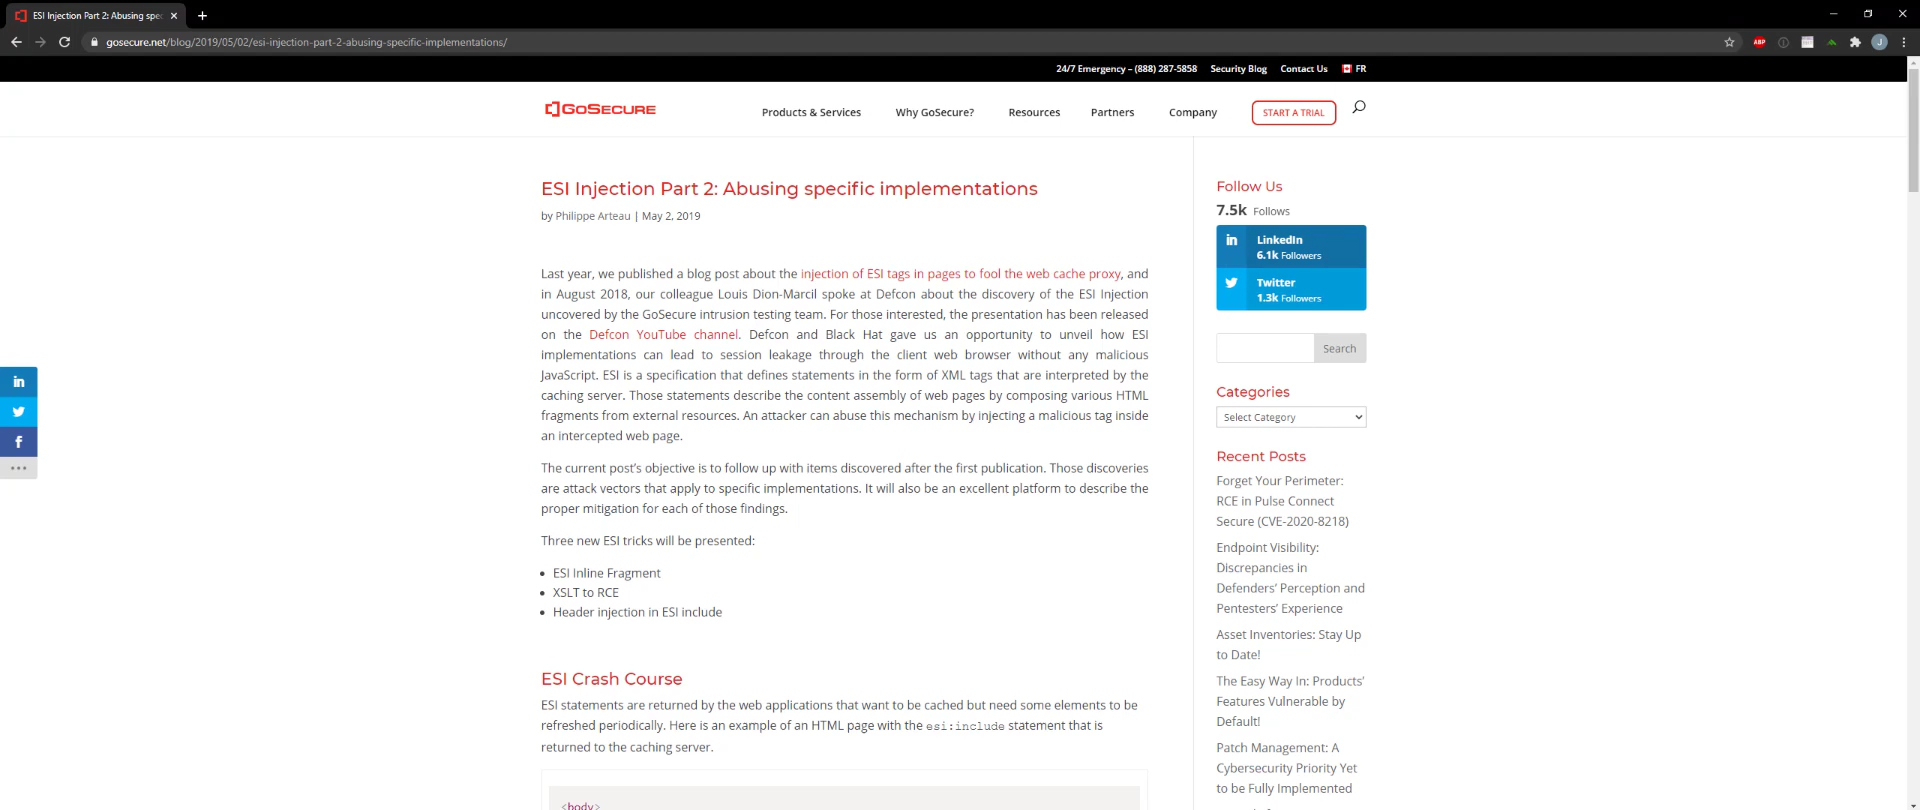 ESI Injection Part 2: Abusing spec
gosecure.net/blog/2019/05/02/esi-injection-part-2-abusing-specific-implementations/
ABP
J
24/7 Emergency – (888) 287-5858 Security Blog Contact Us FR
GOSECURE
Products & Services Why GoSecure? Resources Partners Company START A TRIAL
ESI Injection Part 2: Abusing specific implementations
by Philippe Arteau | May 2, 2019
Last year, we published a blog post about the injection of ESI tags in pages to fool the web cache proxy, and
in August 2018, our colleague Louis Dion-Marcil spoke at Defcon about the discovery of the ESI Injection
uncovered by the GoSecure intrusion testing team. For those interested, the presentation has been released
on the Defcon YouTube channel. Defcon and Black Hat gave us an opportunity to unveil how ESI
implementations can lead to session leakage through the client web browser without any malicious
JavaScript. ESI is a specification that defines statements in the form of XML tags that are interpreted by the
caching server. Those statements describe the content assembly of web pages by composing various HTML
fragments from external resources. An attacker can abuse this mechanism by injecting a malicious tag inside
an intercepted web page.
The current post's objective is to follow up with items discovered after the first publication. Those discoveries
are attack vectors that apply to specific implementations. It will also be an excellent platform to describe the
proper mitigation for each of those findings.
Three new ESI tricks will be presented:
• ESI Inline Fragment
• XSLT to RCE
• Header injection in ESI include
ESI Crash Course
ESI statements are returned by the web applications that want to be cached but need some elements to be
refreshed periodically. Here is an example of an HTML page with the esi:include statement that is
returned to the caching server.
<body>
Follow Us
7.5k Follows
in LinkedIn
6.1k Followers
Twitter
1.3k Followers
Search
Categories
Select Category
Recent Posts
Forget Your Perimeter:
RCE in Pulse Connect
Secure (CVE-2020-8218)
Endpoint Visibility:
Discrepancies in
Defenders' Perception and
Pentesters' Experience
Asset Inventories: Stay Up
to Date!
The Easy Way In: Products'
Features Vulnerable by
Default!
Patch Management: A
Cybersecurity Priority Yet
to be Fully Implemented
in
f